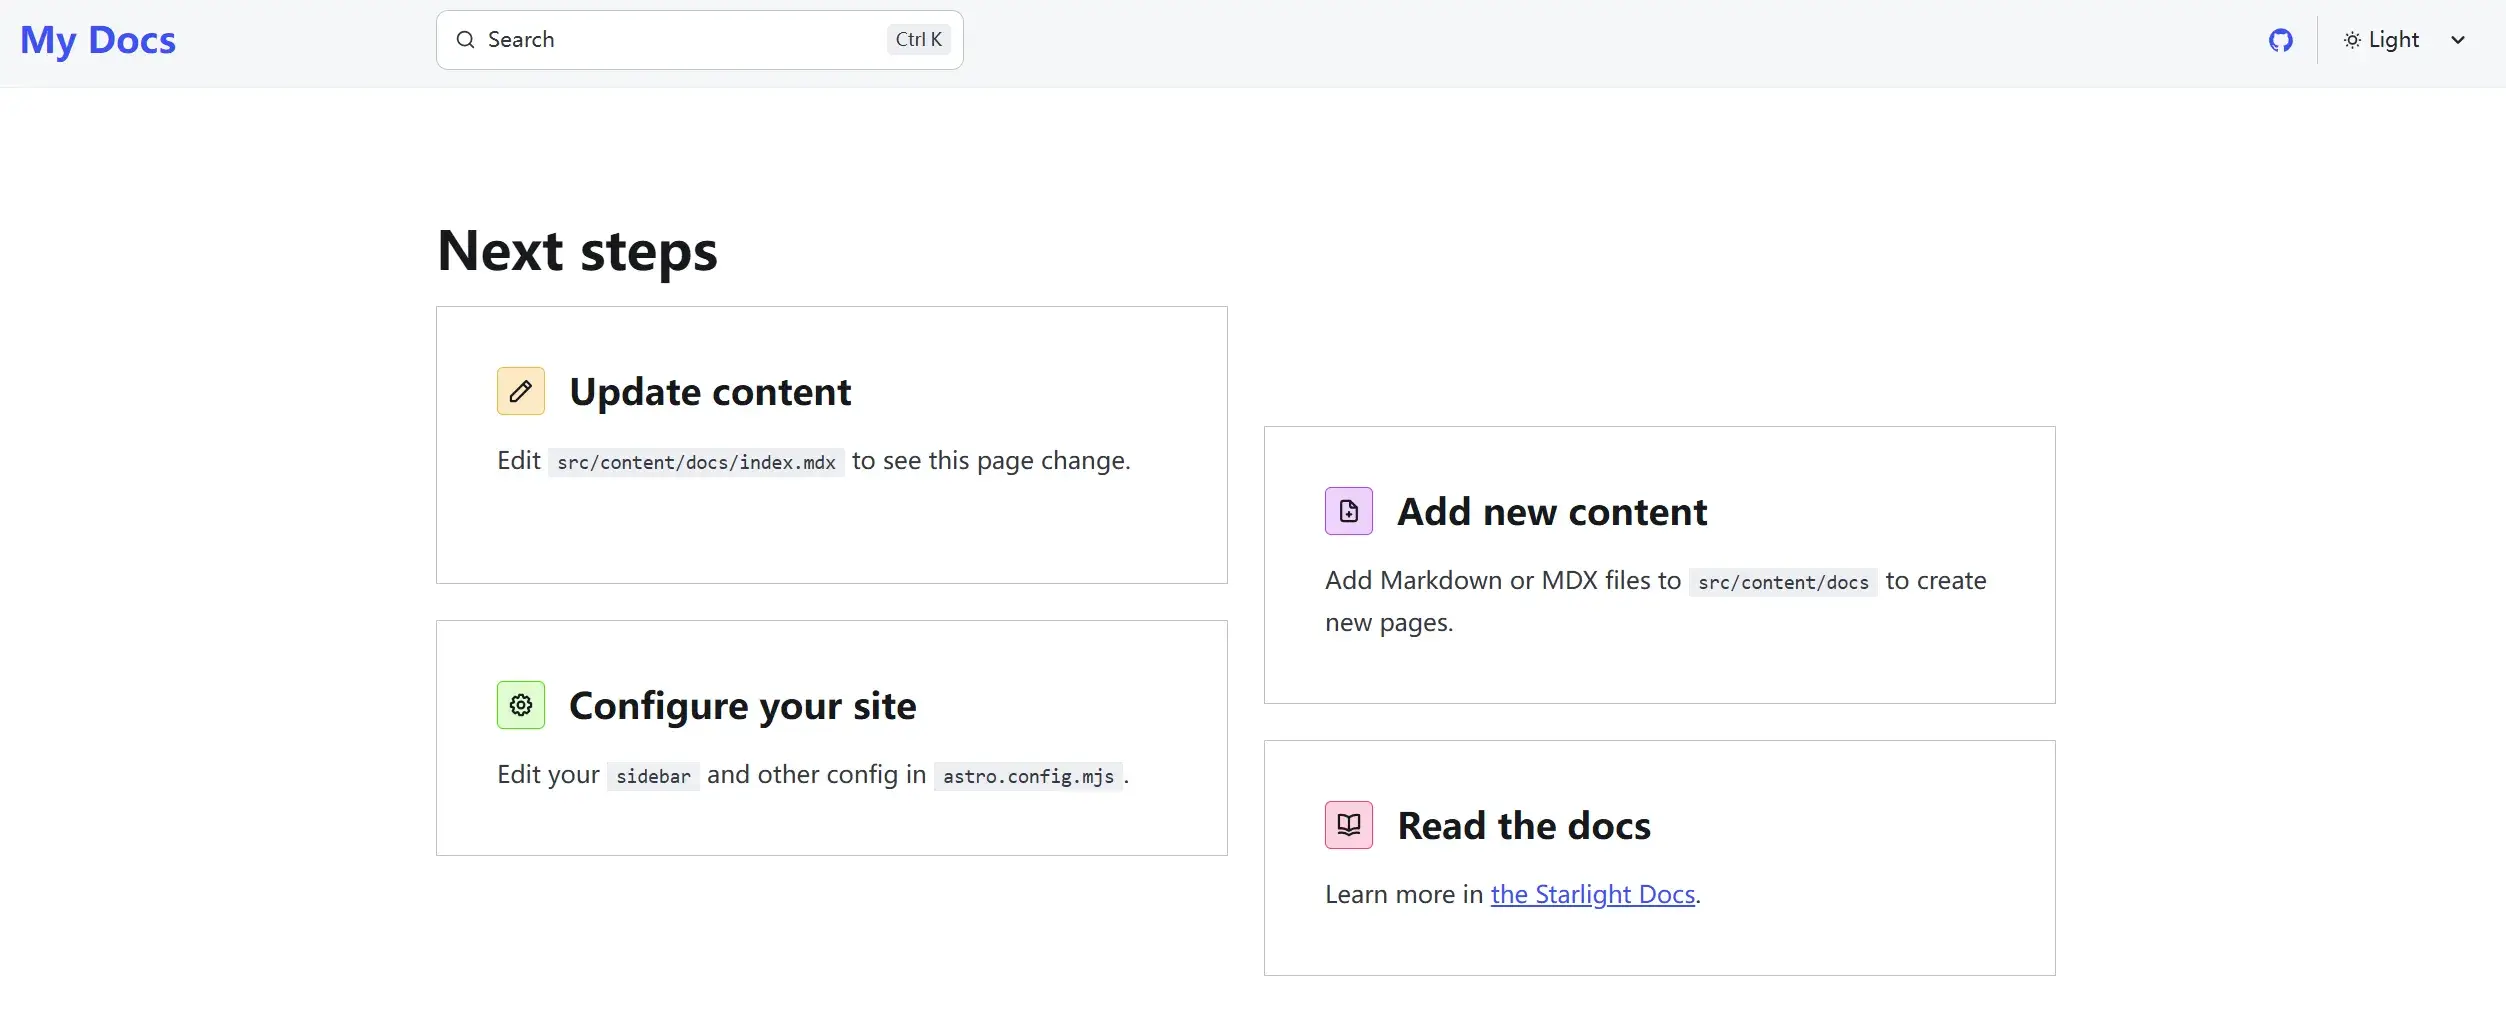 My Docs
Search
Ctrl K
Light
Next steps
Update content
Edit src/content/docs/index.mdx to see this page change.
Add new content
Add Markdown or MDX files to src/content/docs to create
new pages.
Configure your site
Edit your sidebar and other config in astro.config.mjs.
Read the docs
Learn more in the Starlight Docs.